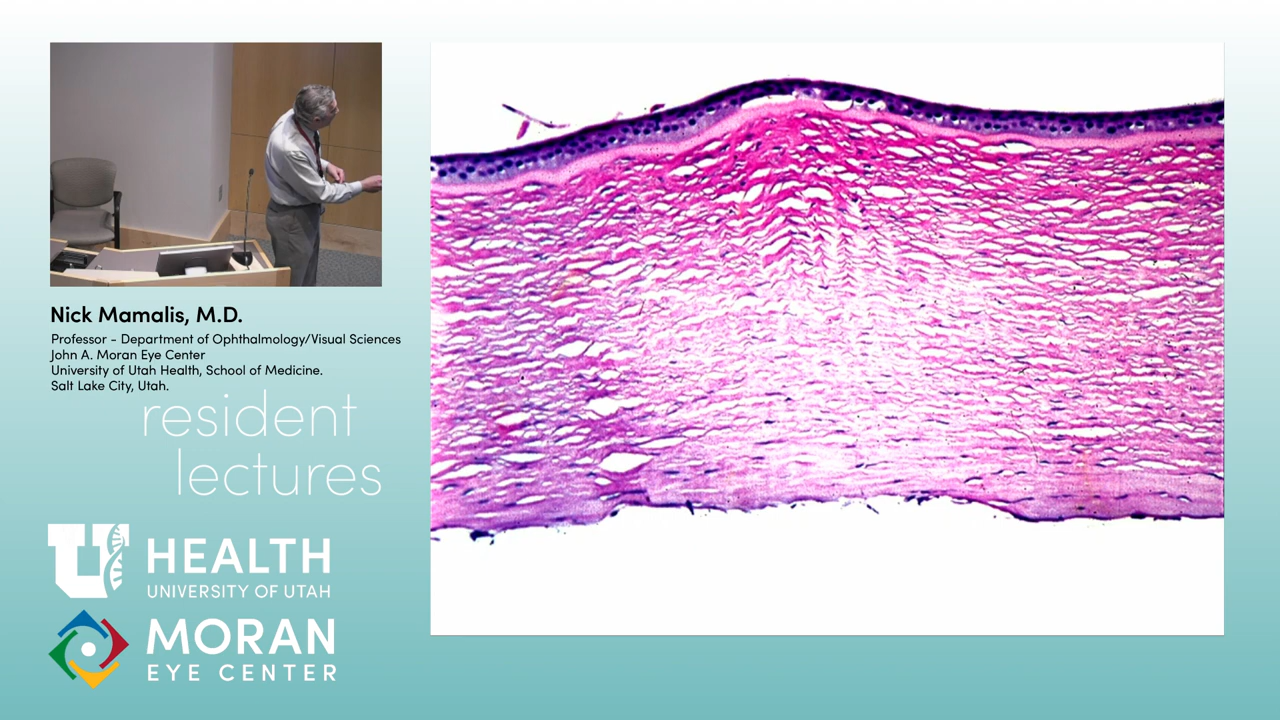 Nick Mamalis, M.D.
Professor - Department of Ophthalmology/Visual Sciences
John A. Moran Eye Center
University of Utah Health, School of Medicine.
Salt Lake City, Utah.
resident
lectures
U HEALTH
UNIVERSITY OF UTAH
MORAN
EYE CENTER